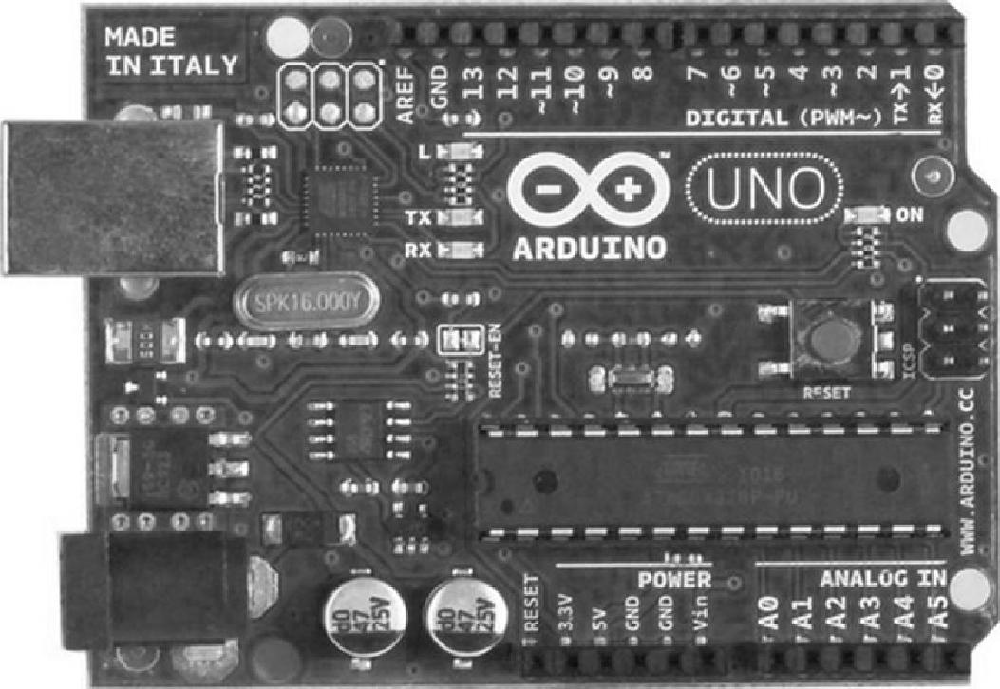 MADE
IN ITALY
AREF
GND
13
12
~11
~10
~9
8
7
~6
~5
4
~3
2
TX→1
RX←0
DIGITAL (PWM~)
L
TX
RX
ARDUINO
TM
UNO
ON
SPK16.000Y
RESET-EN
ICSP
RESET
WWW.ARDUINO.CC
POWER
ANALOG IN
RESET
3.3V
5V
GND
GND
Vin
A0
A1
A2
A3
A4
A5
47
25V
47
25V